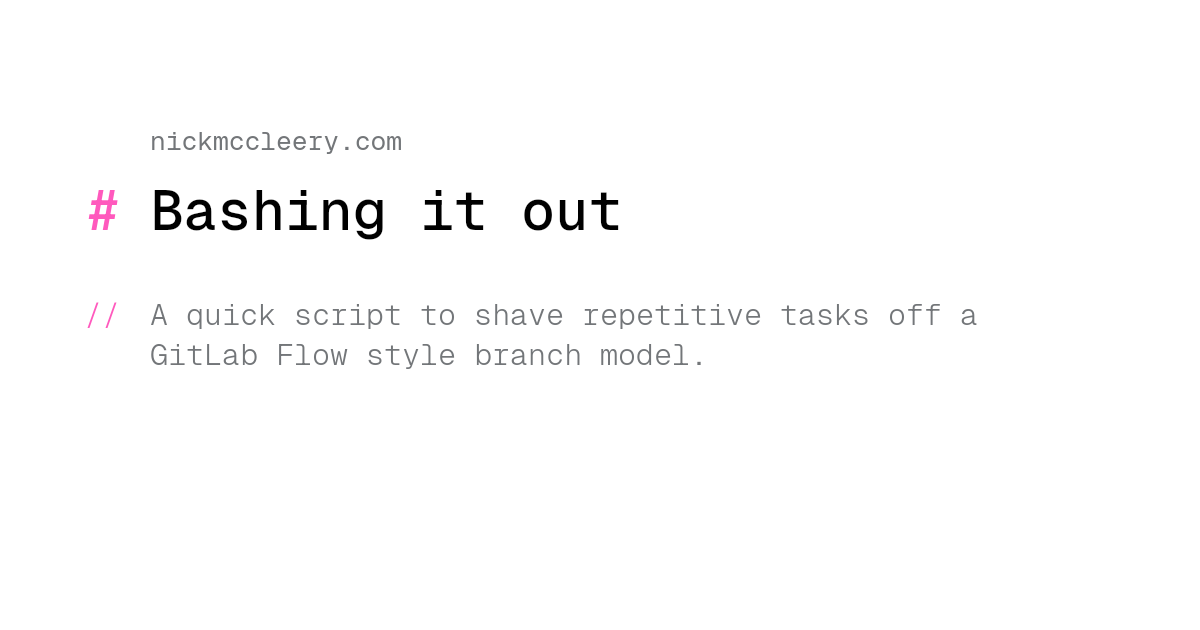 nickmccleery.com
# Bashing it out
// A quick script to shave repetitive tasks off a
GitLab Flow style branch model.